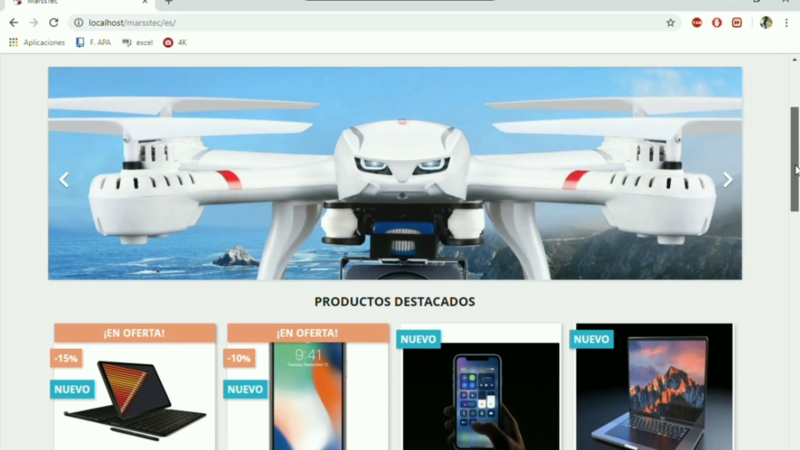 MarssTec
localhost/marsstec/es/
Aplicaciones
F. APA
excel
4K
PRODUCTOS DESTACADOS
¡EN OFERTA!
¡EN OFERTA!
NUEVO
NUEVO
-15%
-10%
9:41
NUEVO
NUEVO